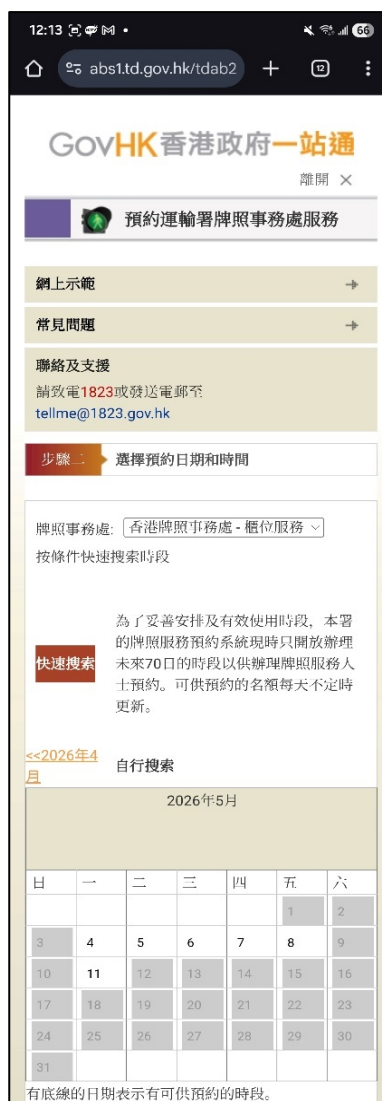 12:13
66
abs1.td.gov.hk/tdab2
12
GovHK香港政府一站通
離開 ×
預約運輸署牌照事務處服務
網上示範
常見問題
聯絡及支援
請致電1823或發送電郵至
tellme@1823.gov.hk
步驟二 選擇預約日期和時間
牌照事務處: 香港牌照事務處 - 櫃位服務
按條件快速搜索時段
為了妥善安排及有效使用時段，本署
的牌照服務預約系統現時只開放辦理
未來70日的時段以供辦理牌照服務人
士預約。可供預約的名額每天不定時
更新。
快速搜索
<<2026年4
月
自行搜索
2026年5月
日 一 二 三 四 五 六
1 2
3 4 5 6 7 8 9
10 11 12 13 14 15 16
17 18 19 20 21 22 23
24 25 26 27 28 29 30
31
有底線的日期表示有可供預約的時段。